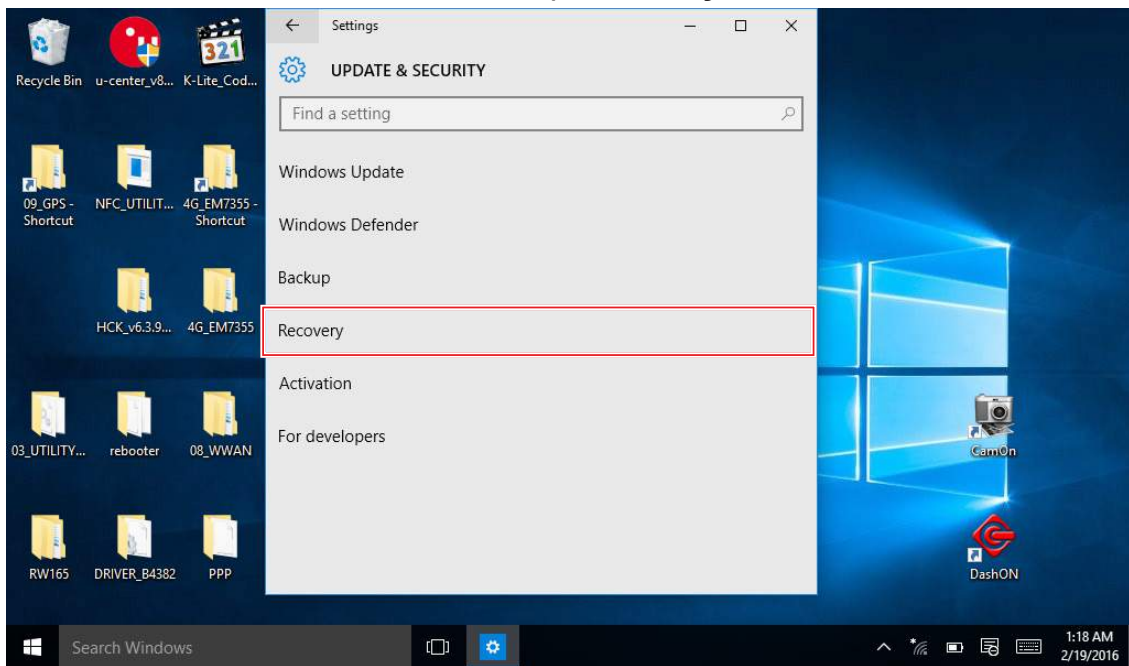 Recycle Bin
u-center_v8...
K-Lite_Cod...
321
09_GPS -
Shortcut
NFC_UTILIT...
4G_EM7355 -
Shortcut
HCK_v6.3.9...
4G_EM7355
03_UTILITY...
rebooter
08_WWAN
RW165
DRIVER_B4382
PPP
Settings
UPDATE & SECURITY
Find a setting
Windows Update
Windows Defender
Backup
Recovery
Activation
For developers
CamOn
DashON
Search Windows
1:18 AM
2/19/2016